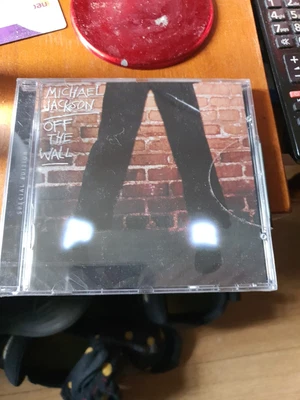 MICHAEL
JACKSON
OFF
THE
WALL
SPECIAL EDITION